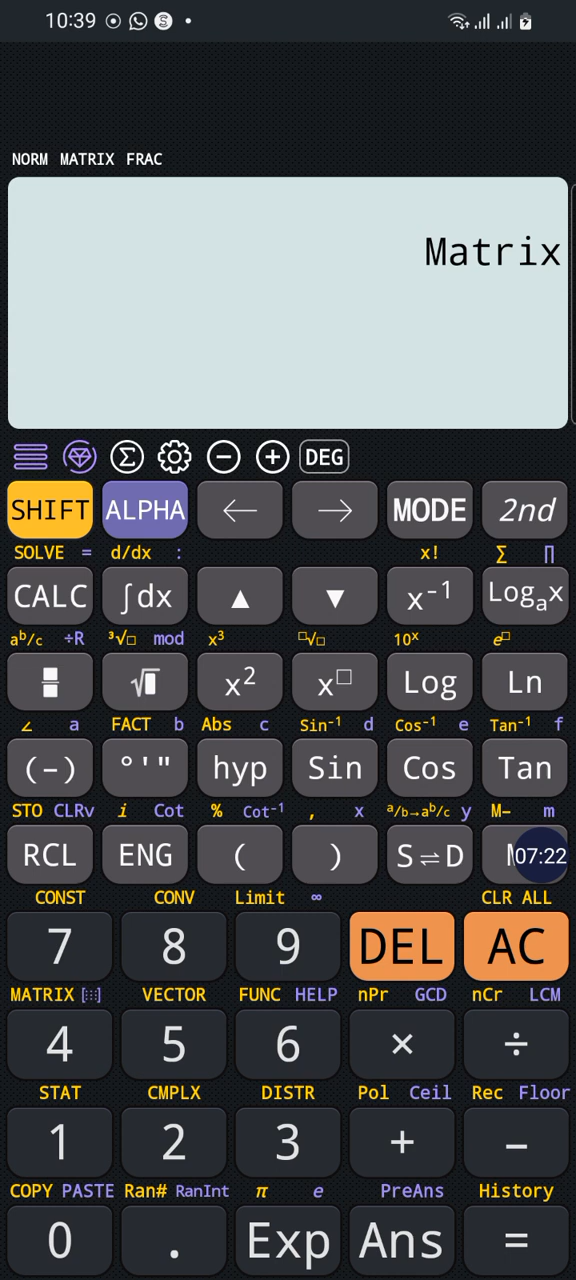 10:39
NORM MATRIX FRAC
Matrix
DEG
SHIFT ALPHA ← → MODE 2nd
SOLVE = d/dx : x! ∑ ∏
CALC ∫dx ▲ ▼ x⁻¹ Logₐx
aᵇ/c ÷R ³√□ mod x³ □√□ 10ˣ e□
√ x² x□ Log Ln
∠ a FACT b Abs c Sin⁻¹ d Cos⁻¹ e Tan⁻¹ f
(−) °'" hyp Sin Cos Tan
STO CLRv i Cot % Cot⁻¹ , x a/b→aᵇ/c y M− m
RCL ENG ( ) S⇌D 07:22
CONST CONV Limit ∞ CLR ALL
7 8 9 DEL AC
MATRIX VECTOR FUNC HELP nPr GCD nCr LCM
4 5 6 × ÷
STAT CMPLX DISTR Pol Ceil Rec Floor
1 2 3 + −
COPY PASTE Ran# RanInt π e PreAns History
0 . Exp Ans =